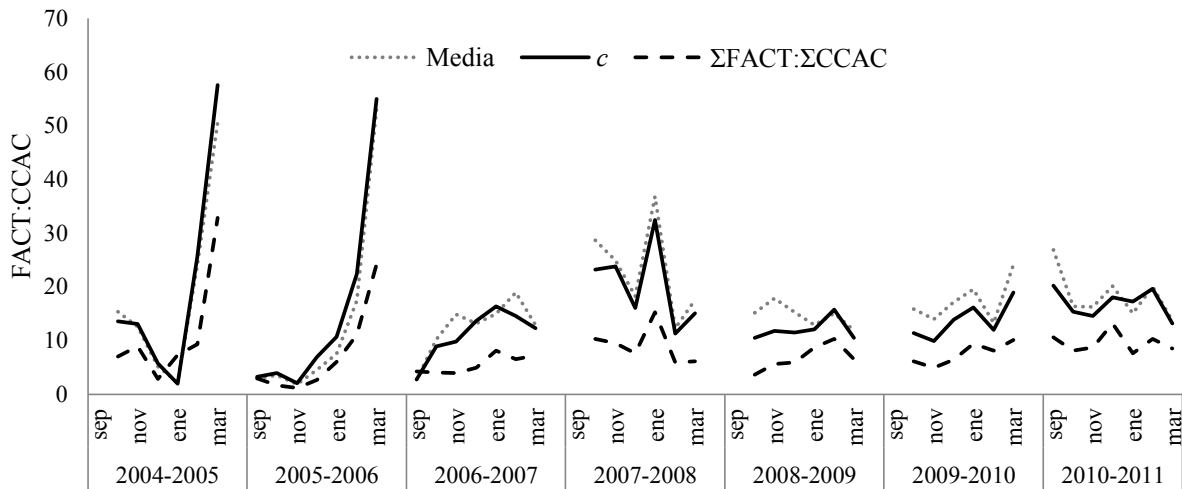 70
60
50
40
30
20
10
0
FACT:CCAC
Media c ΣFACT:ΣCCAC
sep nov ene mar sep nov ene mar sep nov ene mar sep nov ene mar sep nov ene mar sep nov ene mar sep nov ene mar
2004-2005 2005-2006 2006-2007 2007-2008 2008-2009 2009-2010 2010-2011